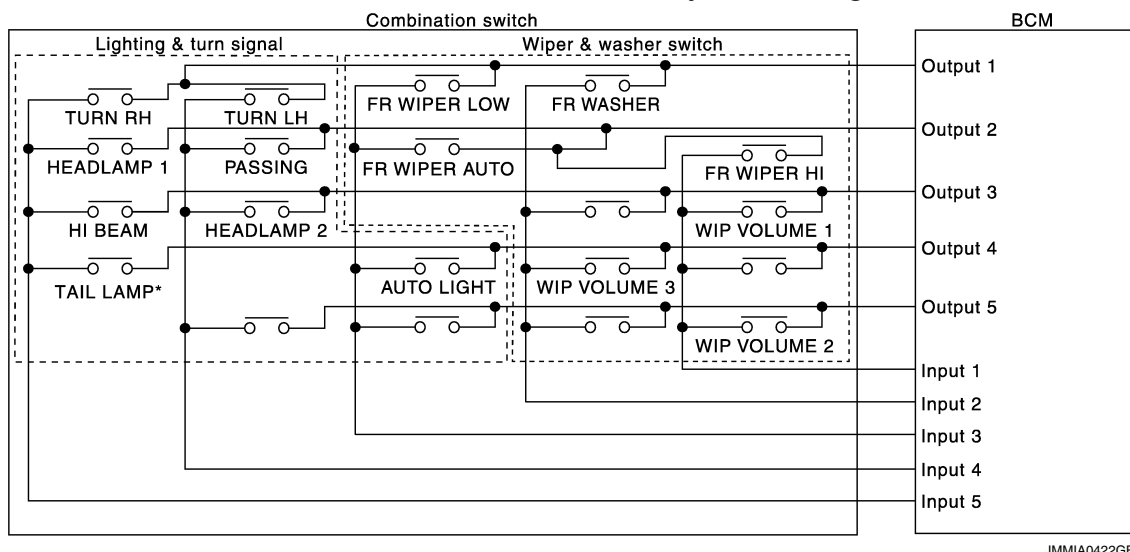 Combination switch
BCM
Lighting & turn signal
Wiper & washer switch
Output 1
TURN RH
TURN LH
FR WIPER LOW
FR WASHER
Output 2
HEADLAMP 1
PASSING
FR WIPER AUTO
FR WIPER HI
Output 3
HI BEAM
HEADLAMP 2
WIP VOLUME 1
Output 4
TAIL LAMP*
AUTO LIGHT
WIP VOLUME 3
Output 5
WIP VOLUME 2
Input 1
Input 2
Input 3
Input 4
Input 5